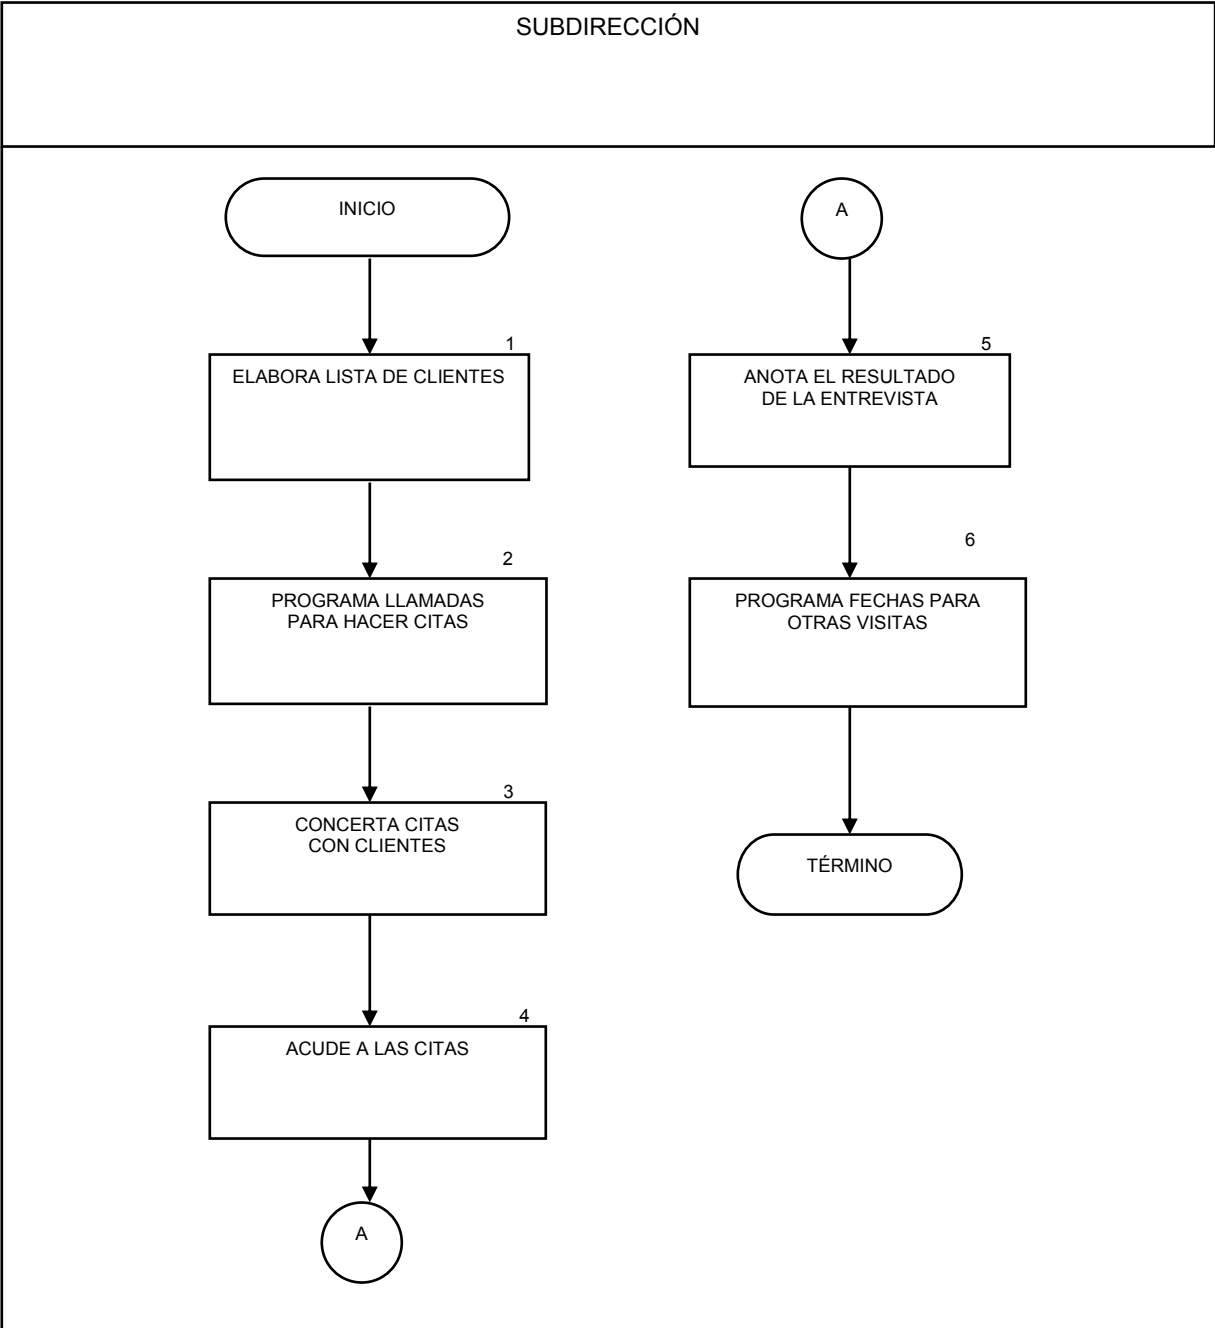 SUBDIRECCIÓN
INICIO
1
ELABORA LISTA DE CLIENTES
2
PROGRAMA LLAMADAS
PARA HACER CITAS
3
CONCERTA CITAS
CON CLIENTES
4
ACUDE A LAS CITAS
A
A
5
ANOTA EL RESULTADO
DE LA ENTREVISTA
6
PROGRAMA FECHAS PARA
OTRAS VISITAS
TÉRMINO